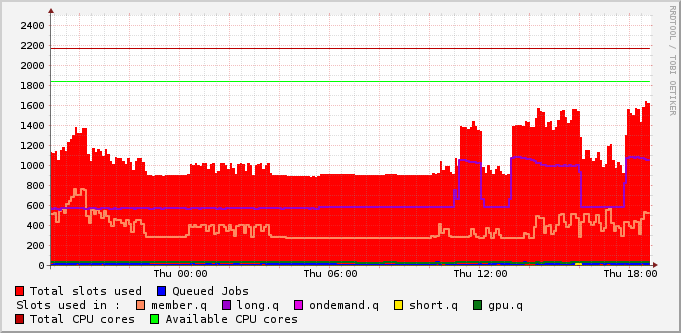 RRDTOOL / TOBI OETIKER
2400
2200
2000
1800
1600
1400
1200
1000
800
600
400
200
0
Thu 00:00 Thu 06:00 Thu 12:00 Thu 18:00
Total slots used Queued Jobs
Slots used in : member.q long.q ondemand.q short.q gpu.q
Total CPU cores Available CPU cores